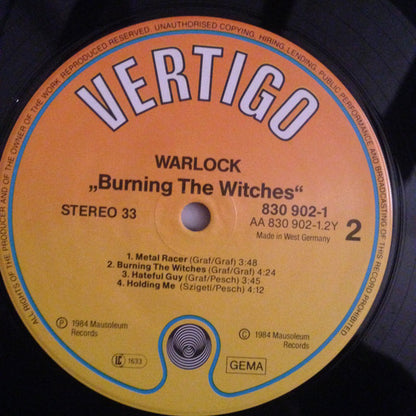 ALL RIGHTS OF THE PRODUCER AND OF THE OWNER OF THE WORK REPRODUCED RESERVED. UNAUTHORISED COPYING, HIRING, LENDING, PUBLIC PERFORMANCE AND BROADCASTING OF THIS RECORD PROHIBITED
VERTIGO
WARLOCK
„Burning The Witches“
STEREO 33
830 902-1
AA 830 902-1.2Y
Made in West Germany
2
1. Metal Racer (Graf/Graf) 3:48
2. Burning The Witches (Graf/Graf) 4:24
3. Hateful Guy (Graf/Pesch) 3:45
4. Holding Me (Szigeti/Pesch) 4:12
Ⓟ 1984 Mausoleum
Records
© 1984 Mausoleum
Records
LC 1633
GEMA